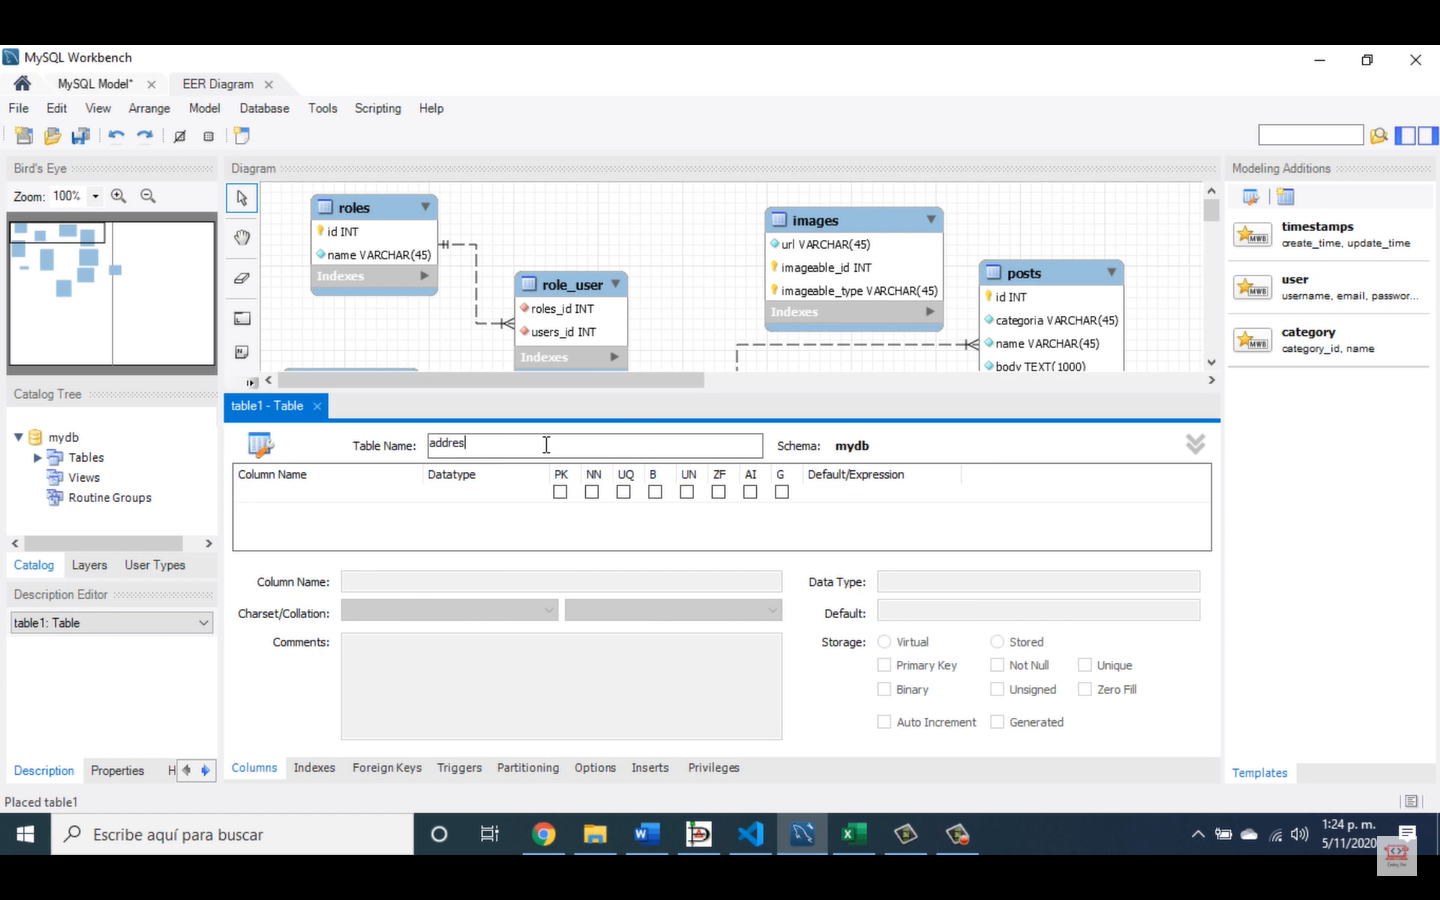 MySQL Workbench
MySQL Model*
EER Diagram
File Edit View Arrange Model Database Tools Scripting Help
Bird's Eye
Diagram
Modeling Additions
Zoom: 100%
roles
id INT
name VARCHAR(45)
Indexes
role_user
roles_id INT
users_id INT
Indexes
images
url VARCHAR(45)
imageable_id INT
imageable_type VARCHAR(45)
Indexes
posts
id INT
categoria VARCHAR(45)
name VARCHAR(45)
body TEXT(1000)
MWB
timestamps
create_time, update_time
MWB
user
username, email, passwor...
MWB
category
category_id, name
Catalog Tree
mydb
Tables
Views
Routine Groups
Catalog Layers User Types
Description Editor
table1: Table
Description Properties H
table1 - Table
Table Name: addres
Schema: mydb
Column Name Datatype PK NN UQ B UN ZF AI G Default/Expression
Column Name: Data Type:
Charset/Collation: Default:
Comments: Storage: Virtual Stored
Primary Key Not Null Unique
Binary Unsigned Zero Fill
Auto Increment Generated
Columns Indexes Foreign Keys Triggers Partitioning Options Inserts Privileges
Templates
Placed table1
Escribe aquí para buscar
1:24 p. m.
5/11/2020